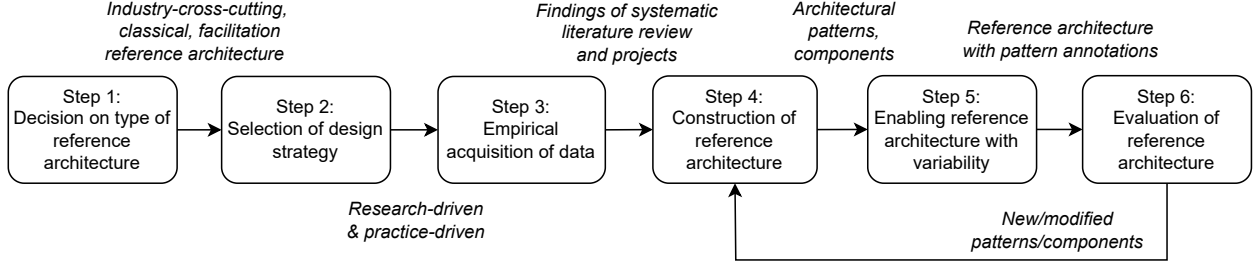 Industry-cross-cutting,
classical, facilitation
reference architecture
Findings of systematic
literature review
and projects
Architectural
patterns,
components
Reference architecture
with pattern annotations
Step 1:
Decision on type of
reference
architecture
Step 2:
Selection of design
strategy
Step 3:
Empirical
acquisition of data
Step 4:
Construction of
reference
architecture
Step 5:
Enabling reference
architecture with
variability
Step 6:
Evaluation of
reference
architecture
Research-driven
& practice-driven
New/modified
patterns/components